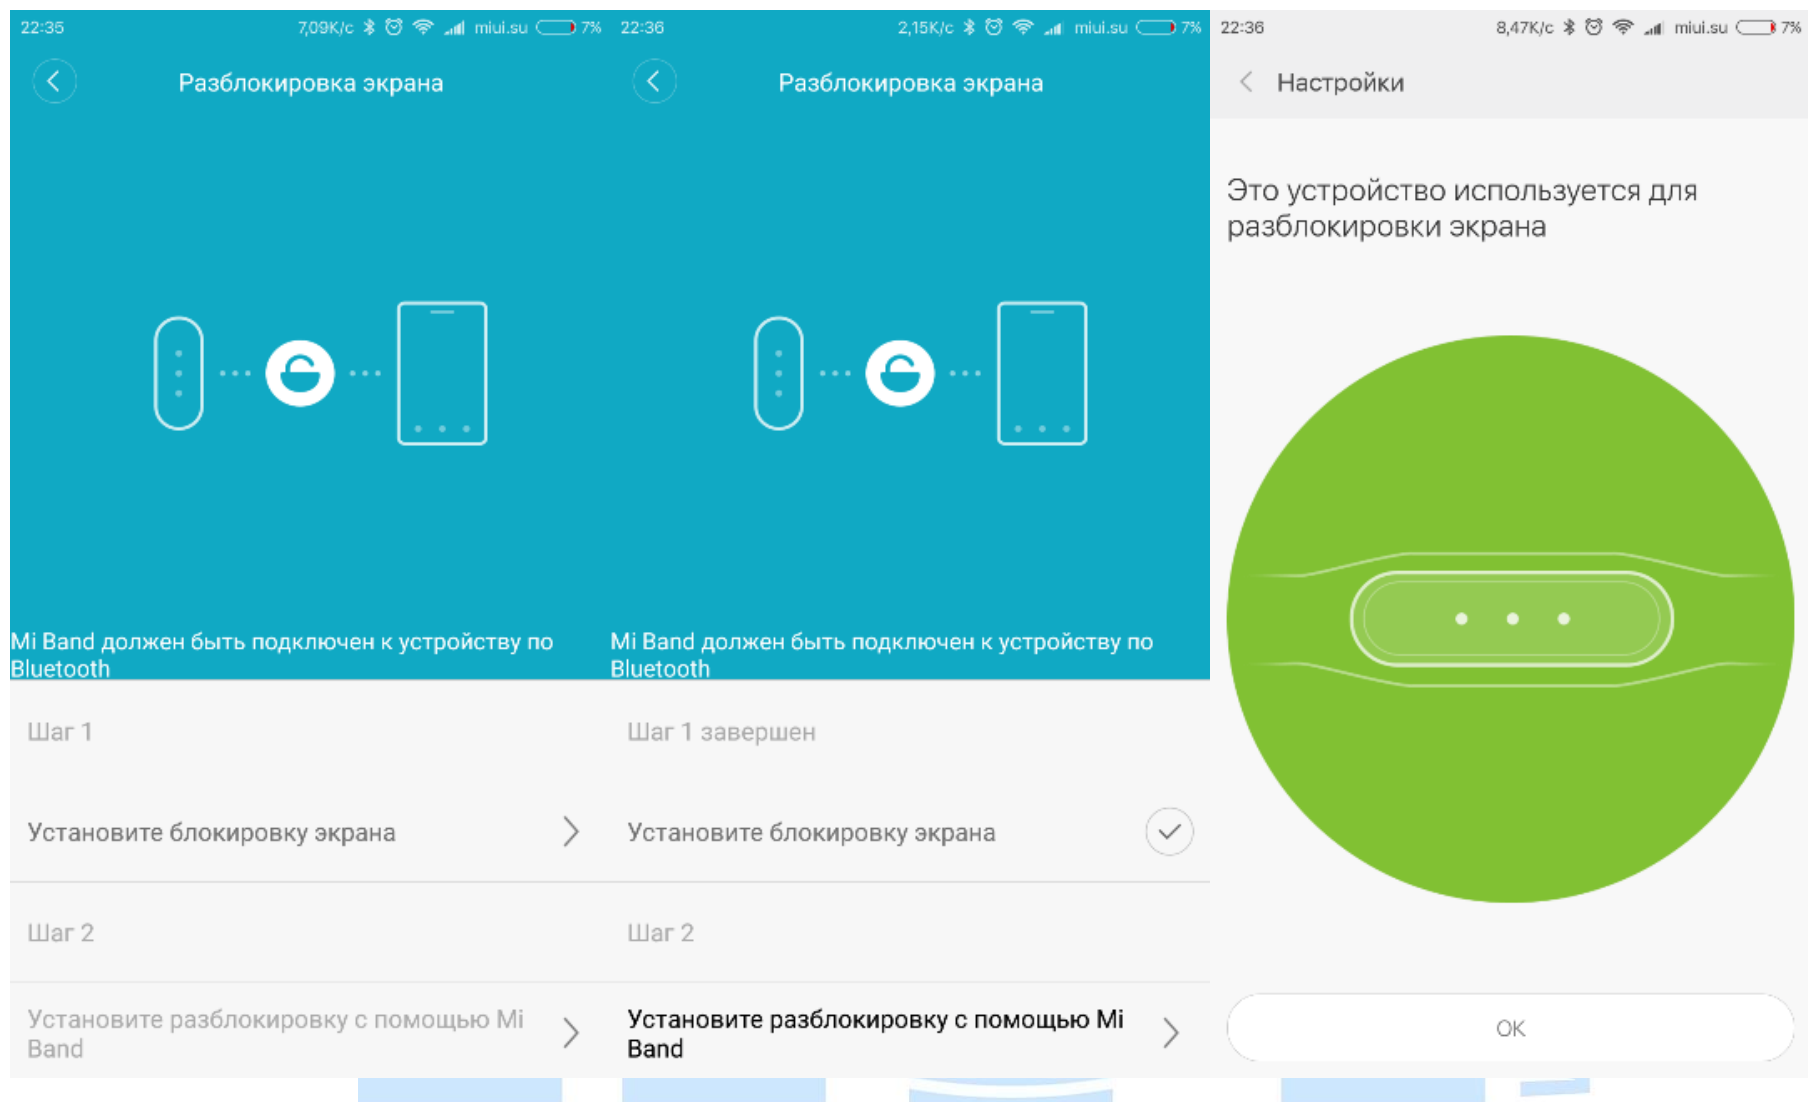 22:35 7,09K/c miui.su 7%
Разблокировка экрана
Mi Band должен быть подключен к устройству по
Bluetooth
Шаг 1
Установите блокировку экрана
Шаг 2
Установите разблокировку с помощью Mi
Band
22:36 2,15K/c miui.su 7%
Разблокировка экрана
Mi Band должен быть подключен к устройству по
Bluetooth
Шаг 1 завершен
Установите блокировку экрана
Шаг 2
Установите разблокировку с помощью Mi
Band
22:36 8,47K/c miui.su 7%
Настройки
Это устройство используется для
разблокировки экрана
OK